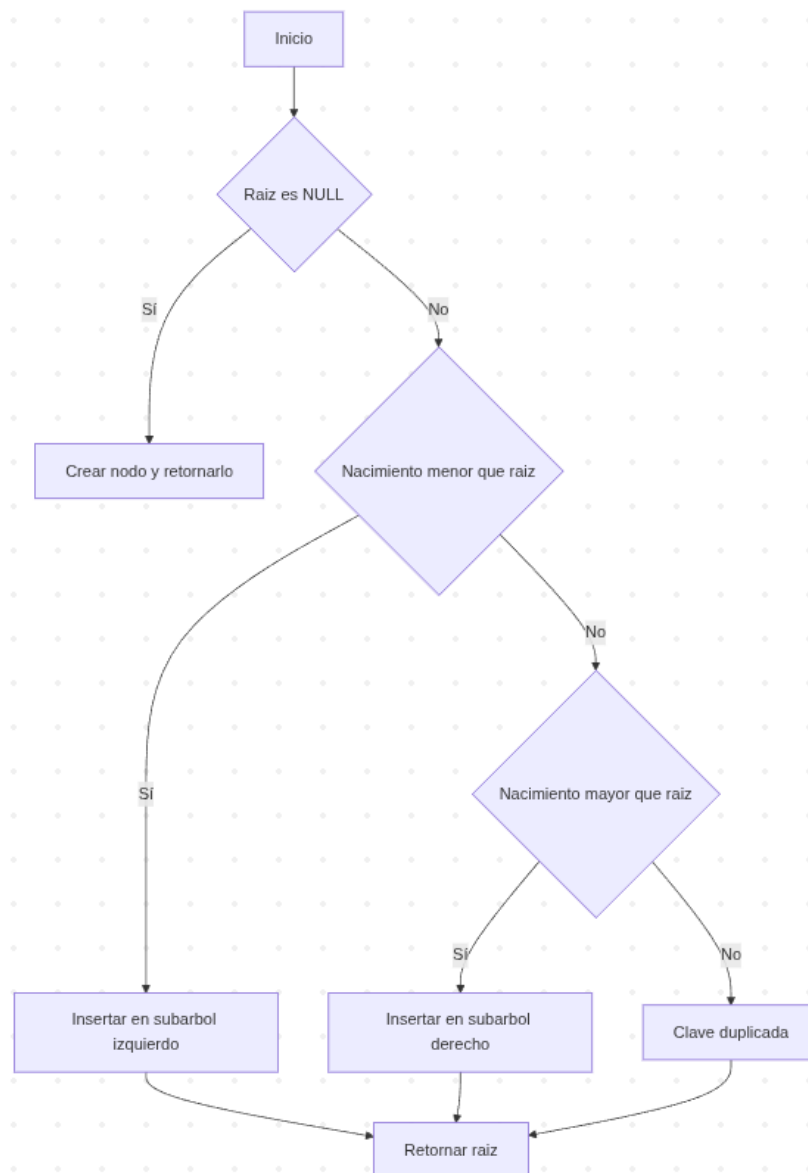 Inicio
Raiz es NULL
Sí
No
Crear nodo y retornarlo
Nacimiento menor que raiz
No
Sí
Nacimiento mayor que raiz
Sí
No
Insertar en subarbol
izquierdo
Insertar en subarbol
derecho
Clave duplicada
Retornar raiz